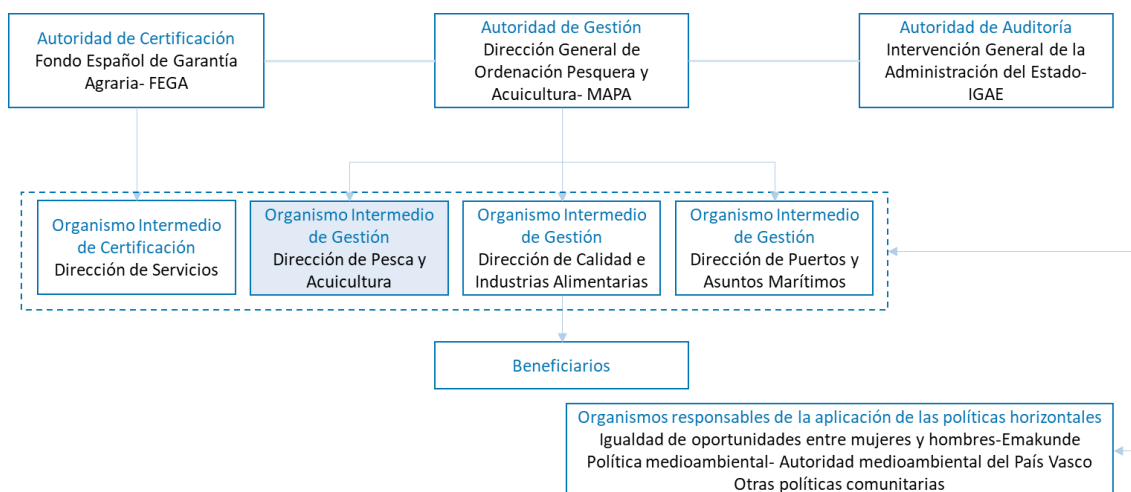 Autoridad de Certificación
Fondo Español de Garantía
Agraria- FEGA
Autoridad de Gestión
Dirección General de
Ordenación Pesquera y
Acuicultura- MAPA
Autoridad de Auditoría
Intervención General de la
Administración del Estado-
IGAE
Organismo Intermedio
de Certificación
Dirección de Servicios
Organismo Intermedio
de Gestión
Dirección de Pesca y
Acuicultura
Organismo Intermedio
de Gestión
Dirección de Calidad e
Industrias Alimentarias
Organismo Intermedio
de Gestión
Dirección de Puertos y
Asuntos Marítimos
Beneficiarios
Organismos responsables de la aplicación de las políticas horizontales
Igualdad de oportunidades entre mujeres y hombres-Emakunde
Política medioambiental- Autoridad medioambiental del País Vasco
Otras políticas comunitarias